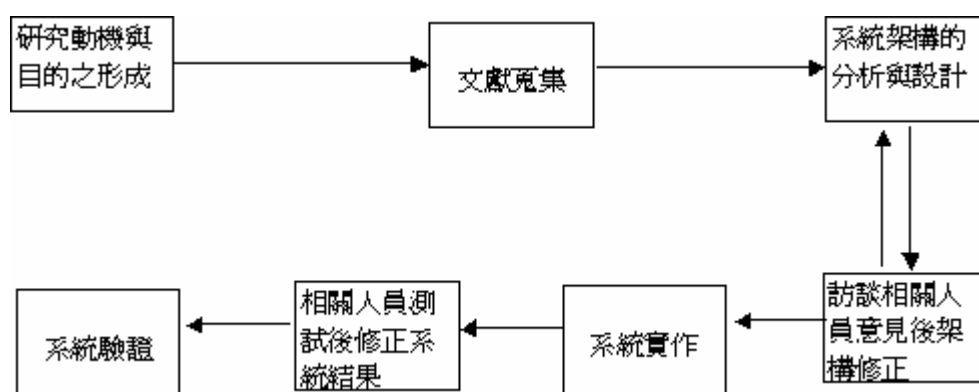 研究動機與
目的之形成
文獻蒐集
系統架構的
分析與設計
訪談相關人
員意見後架
構修正
系統實作
相關人員測
試後修正系
統結果
系統驗證